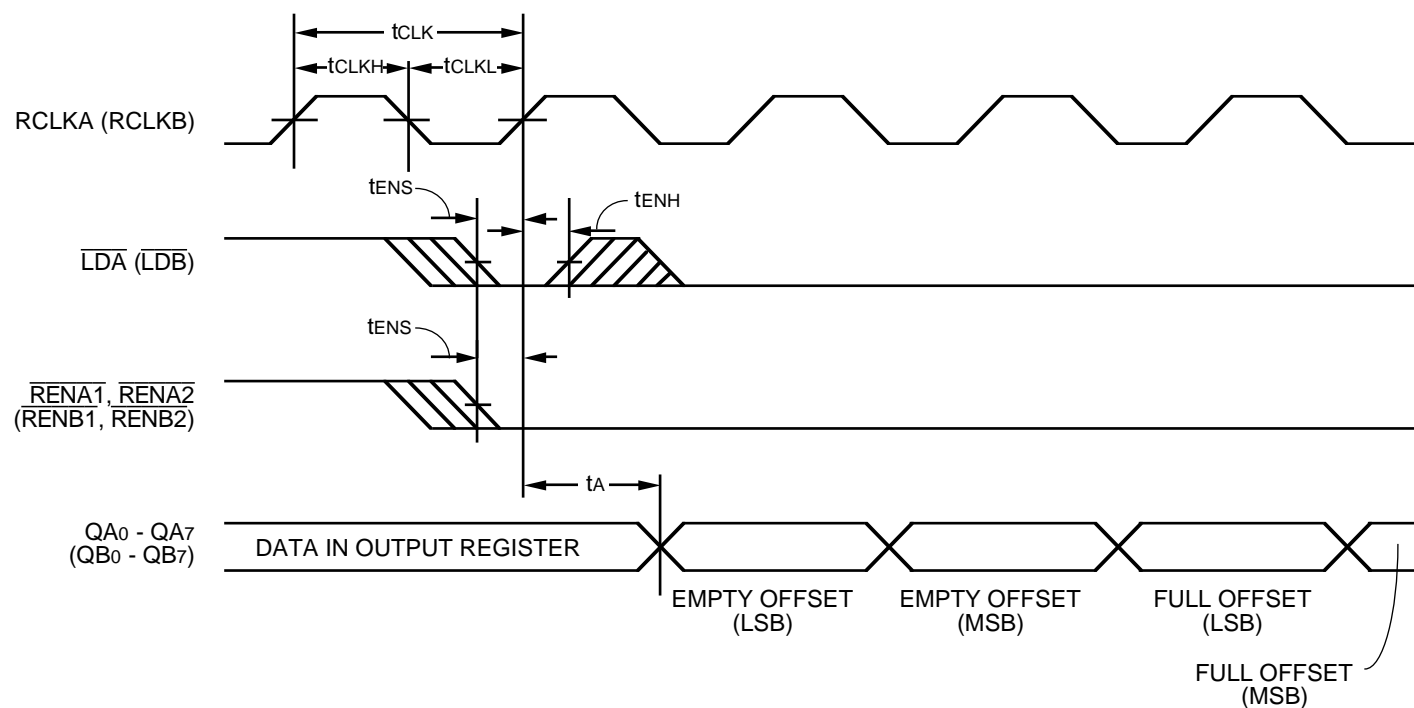 tCLK
tCLKH
tCLKL
RCLKA (RCLKB)
tENS
tENH
LDA (LDB)
tENS
RENA1, RENA2
(RENB1, RENB2)
tA
QA0 - QA7
(QB0 - QB7)
DATA IN OUTPUT REGISTER
EMPTY OFFSET
(LSB)
EMPTY OFFSET
(MSB)
FULL OFFSET
(LSB)
FULL OFFSET
(MSB)